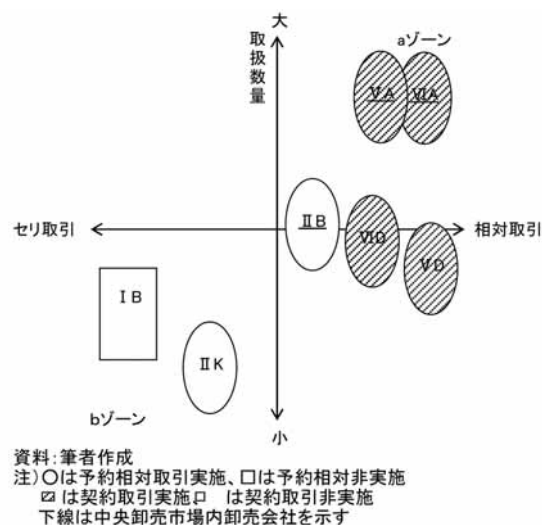 大
取扱数量
aゾーン
ⅤA
ⅥA
ⅡB
セリ取引
相対取引
ⅥD
ⅤD
ⅠB
ⅡK
bゾーン
小
資料:筆者作成
注)○は予約相対取引実施、□は予約相対非実施
▨ は契約取引実施□ は契約取引非実施
下線は中央卸売市場内卸売会社を示す